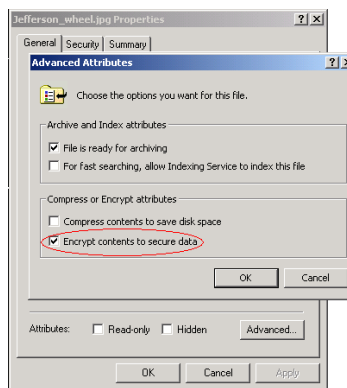 Jefferson_wheel.jpg Properties
General Security Summary
Advanced Attributes
Choose the options you want for this file.
Archive and Index attributes
File is ready for archiving
For fast searching, allow Indexing Service to index this file
Compress or Encrypt attributes
Compress contents to save disk space
Encrypt contents to secure data
OK Cancel
Attributes: Read-only Hidden Advanced...
OK Cancel Apply